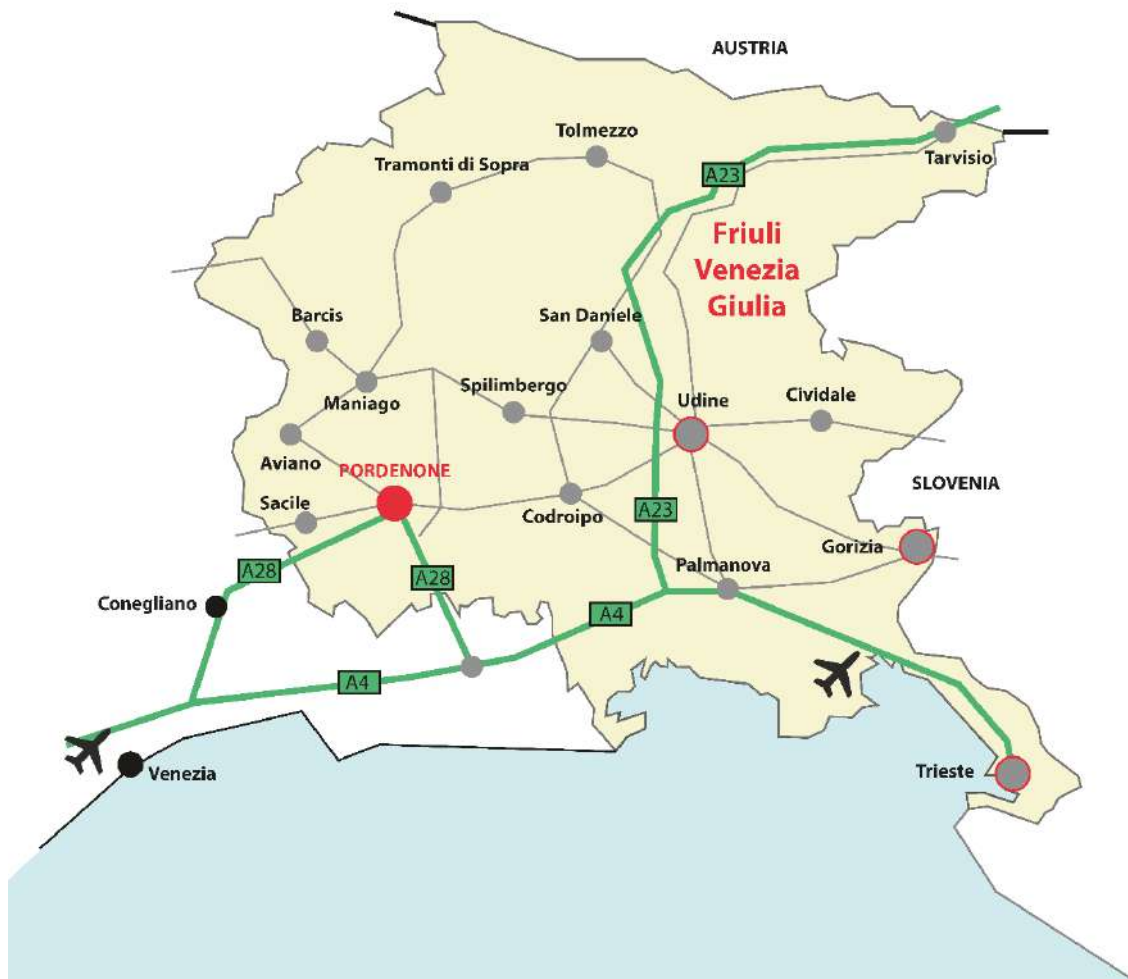 AUSTRIA
Tolmezzo
Tarvisio
Tramonti di Sopra
A23
Friuli
Venezia
Giulia
Barcis
San Daniele
Spilimbergo
Udine
Cividale
Maniago
Aviano
PORDENONE
SLOVENIA
Sacile
Codroipo
A23
Gorizia
Palmanova
A28
A28
Conegliano
A4
A4
Venezia
Trieste